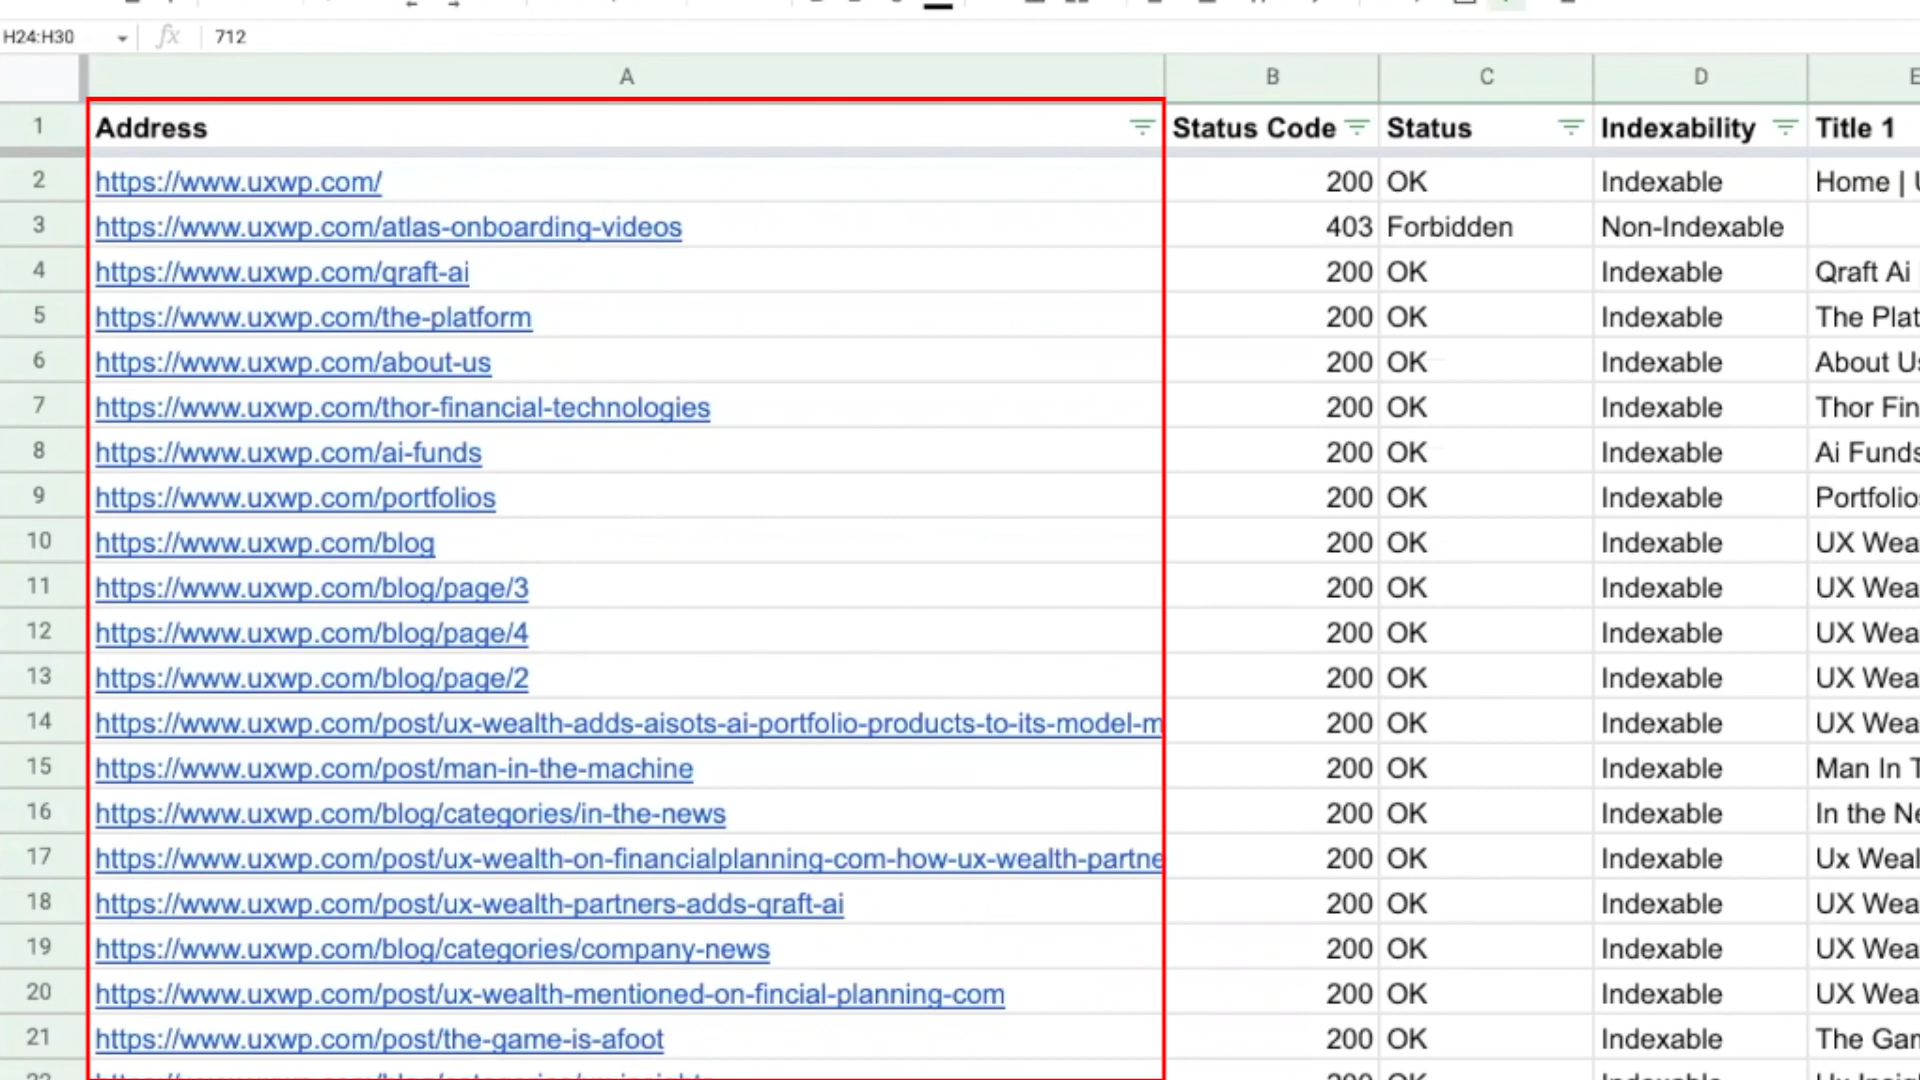 H24:H30 fx 712
A B C D
1 Address Status Code Status Indexability Title 1
2 https://www.uxwp.com/ 200 OK Indexable Home |
3 https://www.uxwp.com/atlas-onboarding-videos 403 Forbidden Non-Indexable
4 https://www.uxwp.com/qraft-ai 200 OK Indexable Qraft Ai
5 https://www.uxwp.com/the-platform 200 OK Indexable The Plat
6 https://www.uxwp.com/about-us 200 OK Indexable About Us
7 https://www.uxwp.com/thor-financial-technologies 200 OK Indexable Thor Fin
8 https://www.uxwp.com/ai-funds 200 OK Indexable Ai Funds
9 https://www.uxwp.com/portfolios 200 OK Indexable Portfolios
10 https://www.uxwp.com/blog 200 OK Indexable UX Wea
11 https://www.uxwp.com/blog/page/3 200 OK Indexable UX Wea
12 https://www.uxwp.com/blog/page/4 200 OK Indexable UX Wea
13 https://www.uxwp.com/blog/page/2 200 OK Indexable UX Wea
14 https://www.uxwp.com/post/ux-wealth-adds-aisots-ai-portfolio-products-to-its-model-m 200 OK Indexable UX Wea
15 https://www.uxwp.com/post/man-in-the-machine 200 OK Indexable Man In T
16 https://www.uxwp.com/blog/categories/in-the-news 200 OK Indexable In the Ne
17 https://www.uxwp.com/post/ux-wealth-on-financialplanning-com-how-ux-wealth-partne 200 OK Indexable Ux Weal
18 https://www.uxwp.com/post/ux-wealth-partners-adds-qraft-ai 200 OK Indexable UX Wea
19 https://www.uxwp.com/blog/categories/company-news 200 OK Indexable UX Wea
20 https://www.uxwp.com/post/ux-wealth-mentioned-on-fincial-planning-com 200 OK Indexable UX Wea
21 https://www.uxwp.com/post/the-game-is-afoot 200 OK Indexable The Gam